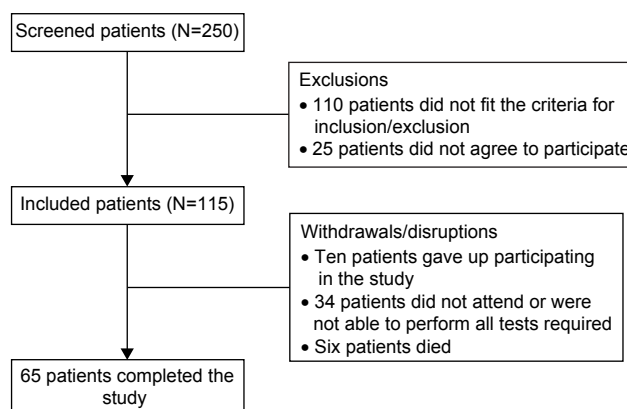 Screened patients (N=250)
Exclusions
• 110 patients did not fit the criteria for
inclusion/exclusion
• 25 patients did not agree to participate
Included patients (N=115)
Withdrawals/disruptions
• Ten patients gave up participating
in the study
• 34 patients did not attend or were
not able to perform all tests required
• Six patients died
65 patients completed the
study